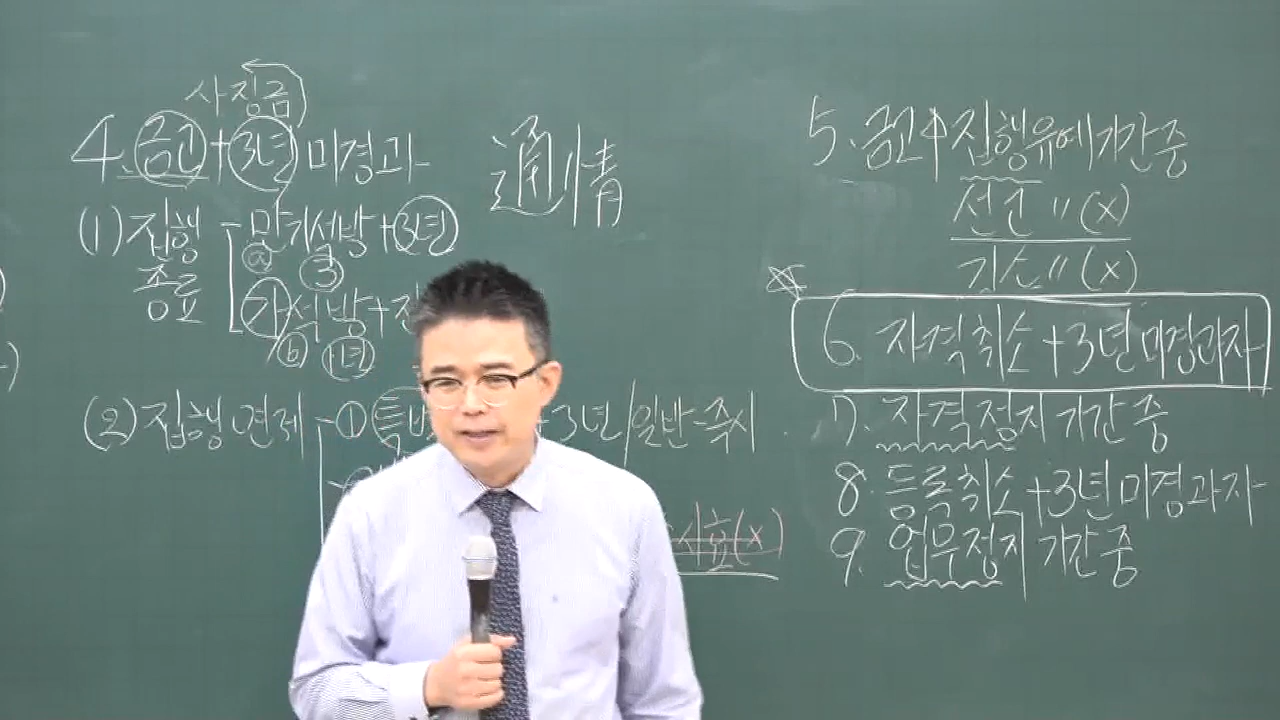 사징금
4. 금고+3년 미경과
通情
(1) 집행 - 만기석방+3년
ⓐ ③
종료 가석방+잔
ⓑ 1년
(2) 집행면제 - ① 특 3년/일반-즉시
시효(x)
5. 금고↑집행유예기간중
선고 〃(x)
기소〃(x)
6. 자격취소+3년미경과자
7. 자격정지기간중
8. 등록취소+3년미경과자
9. 업무정지 기간중